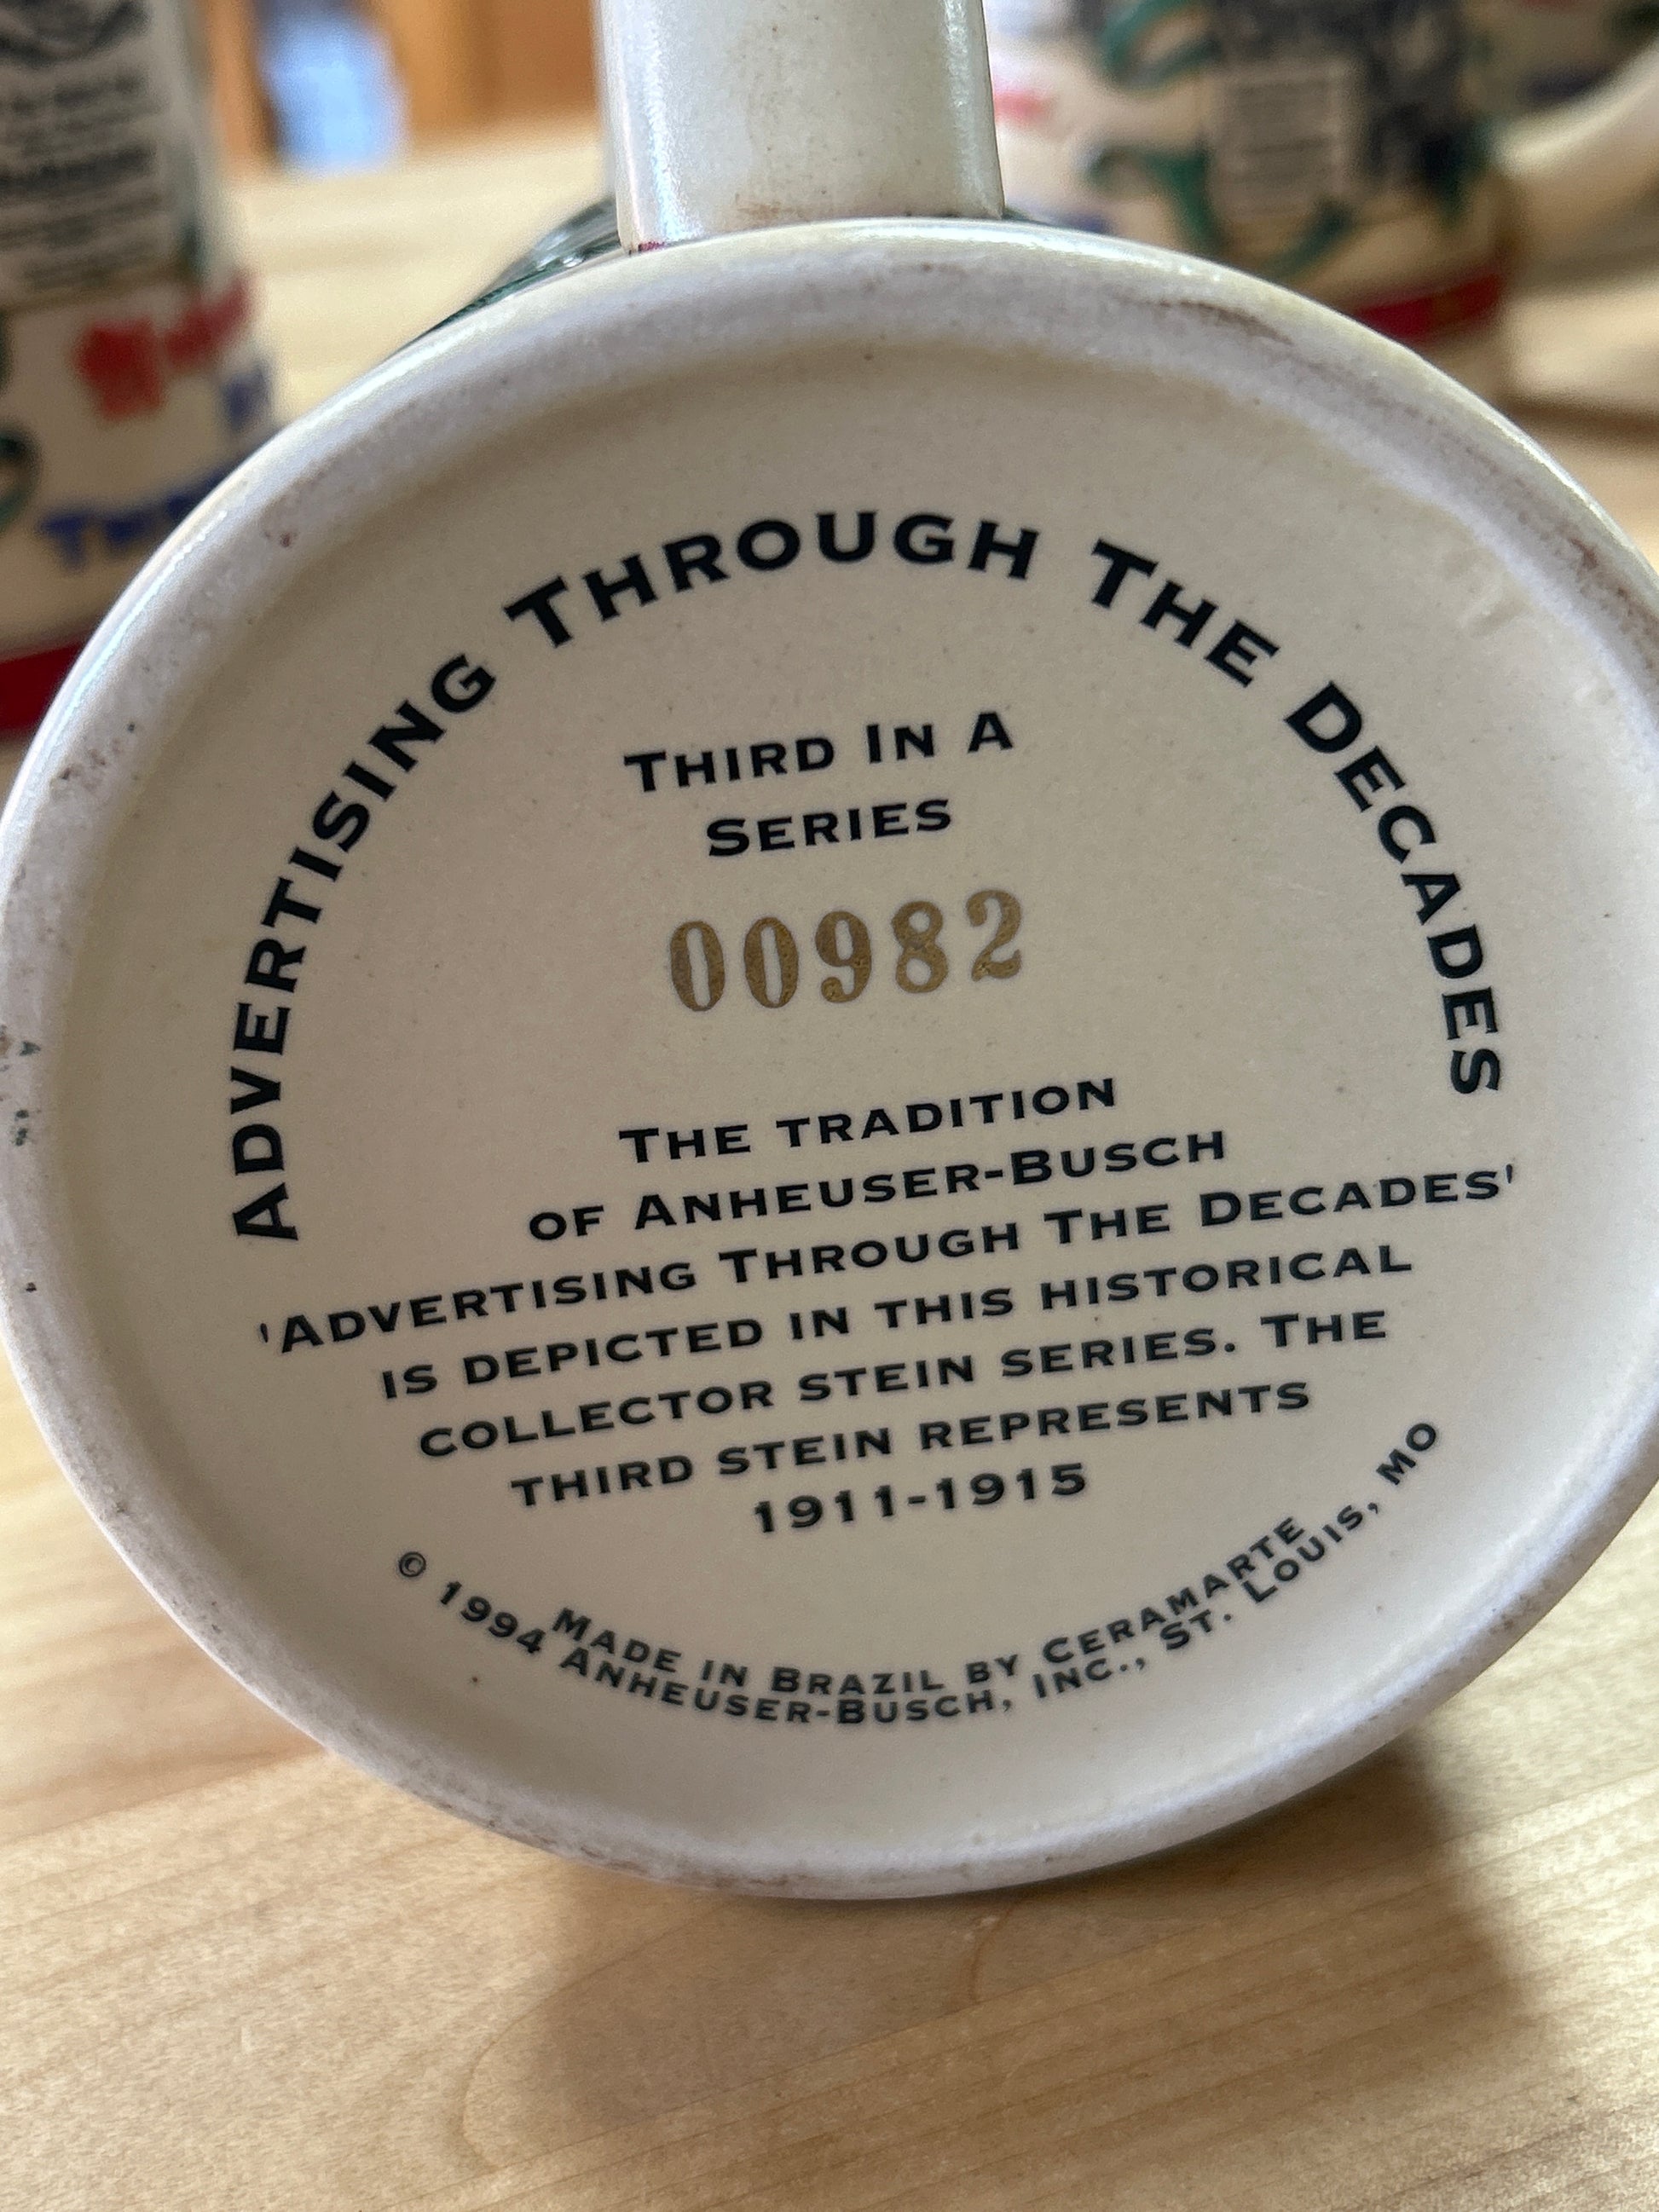 ADVERTISING THROUGH THE DECADES
THIRD IN A
SERIES
00982
THE TRADITION
OF ANHEUSER-BUSCH
'ADVERTISING THROUGH THE DECADES'
IS DEPICTED IN THIS HISTORICAL
COLLECTOR STEIN SERIES. THE
THIRD STEIN REPRESENTS
1911-1915
MADE IN BRAZIL BY CERAMARTE
© 1994 ANHEUSER-BUSCH, INC., ST. LOUIS, MO